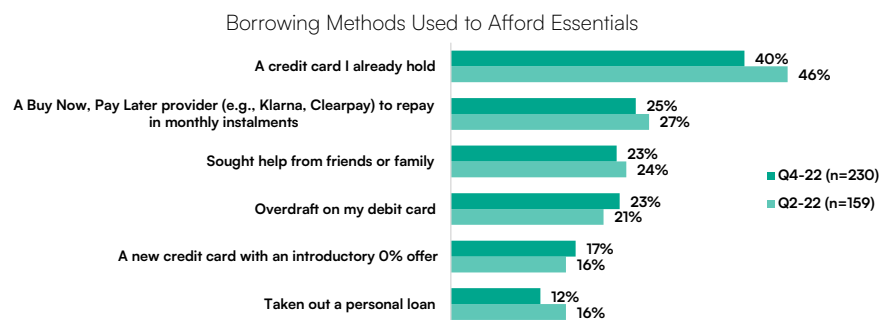 Borrowing Methods Used to Afford Essentials
A credit card I already hold
40%
46%
A Buy Now, Pay Later provider (e.g., Klarna, Clearpay) to repay
in monthly instalments
25%
27%
Sought help from friends or family
23%
24%
Overdraft on my debit card
23%
21%
A new credit card with an introductory 0% offer
17%
16%
Taken out a personal loan
12%
16%
Q4-22 (n=230)
Q2-22 (n=159)